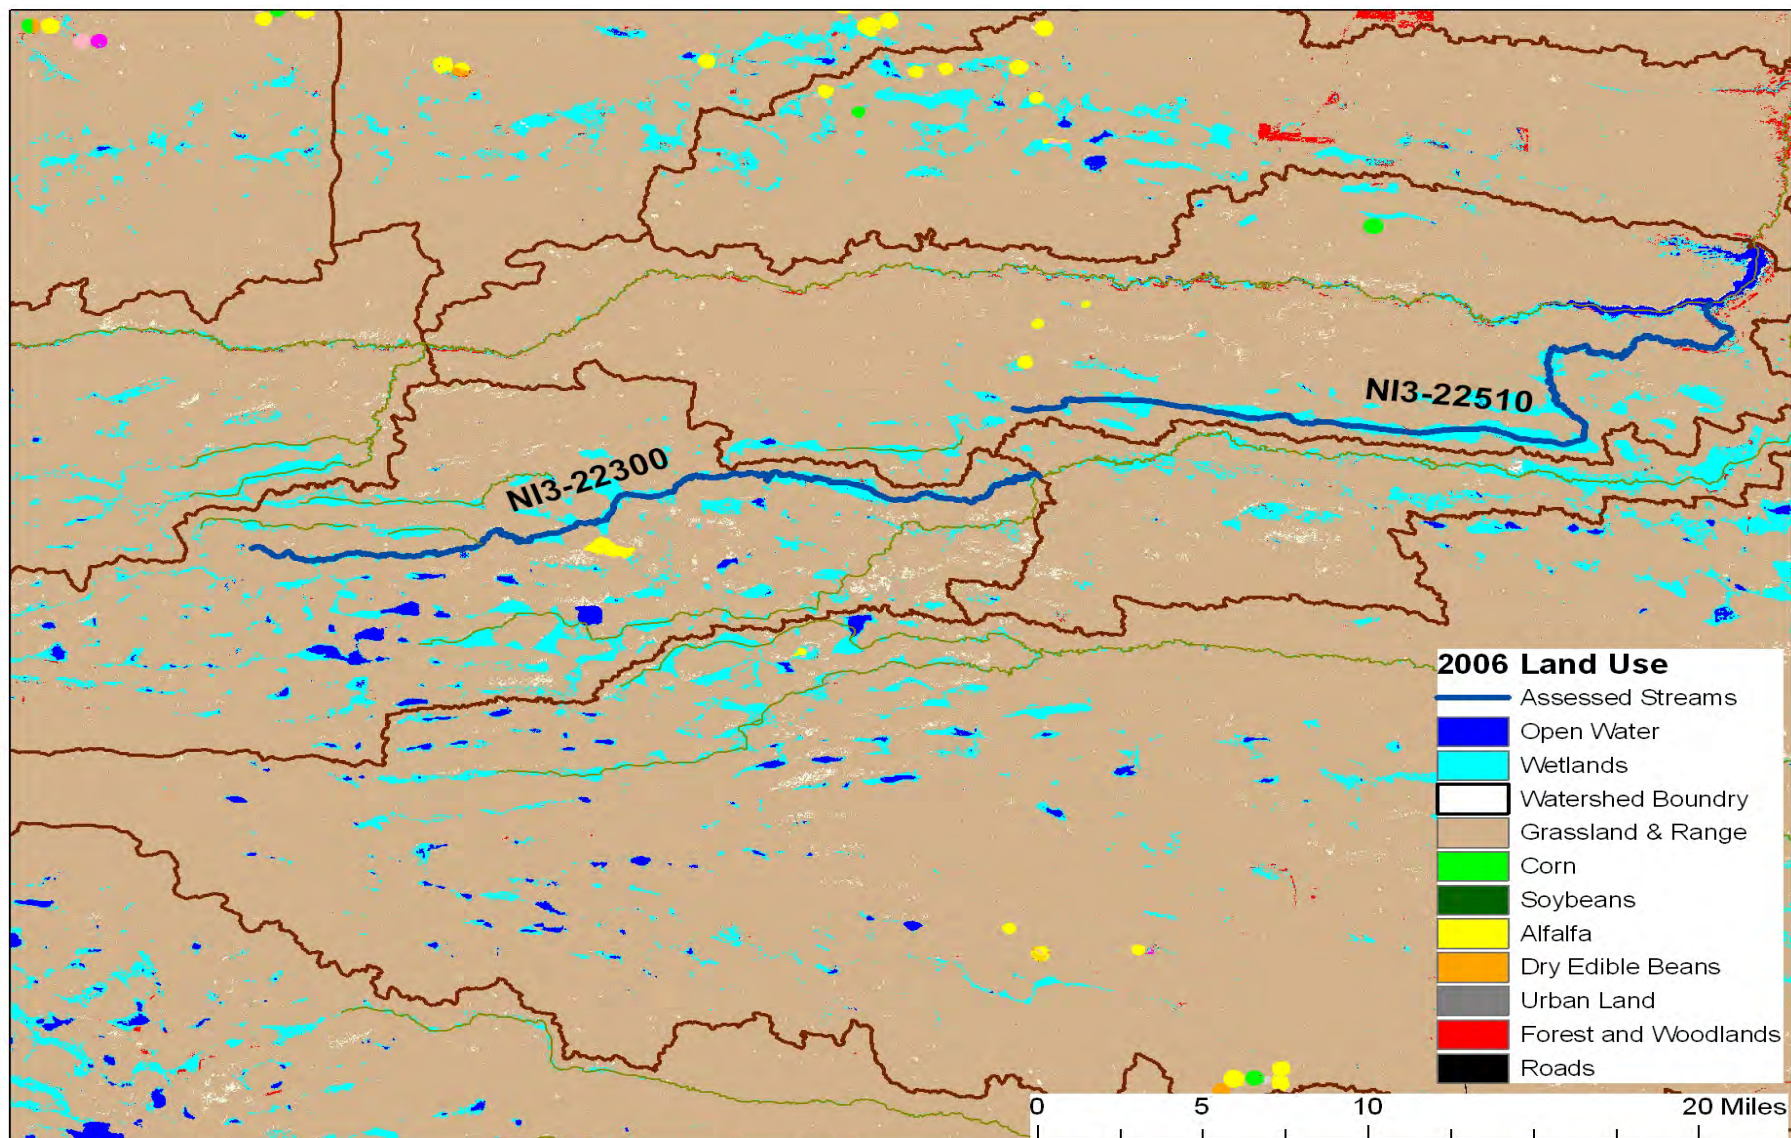 NI3-22510
NI3-22300
2006 Land Use
Assessed Streams
Open Water
Wetlands
Watershed Boundry
Grassland & Range
Corn
Soybeans
Alfalfa
Dry Edible Beans
Urban Land
Forest and Woodlands
Roads
0 5 10 20 Miles